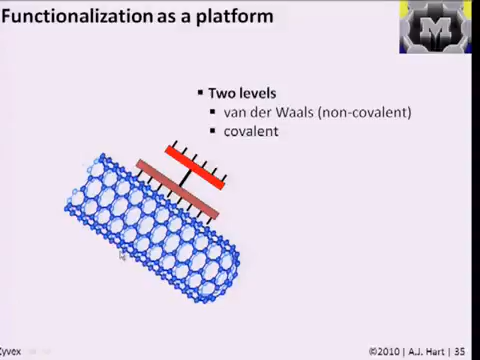 Functionalization as a platform
M
▪ Two levels
▪ van der Waals (non-covalent)
▪ covalent
Zyvex
©2010 | A.J. Hart | 35